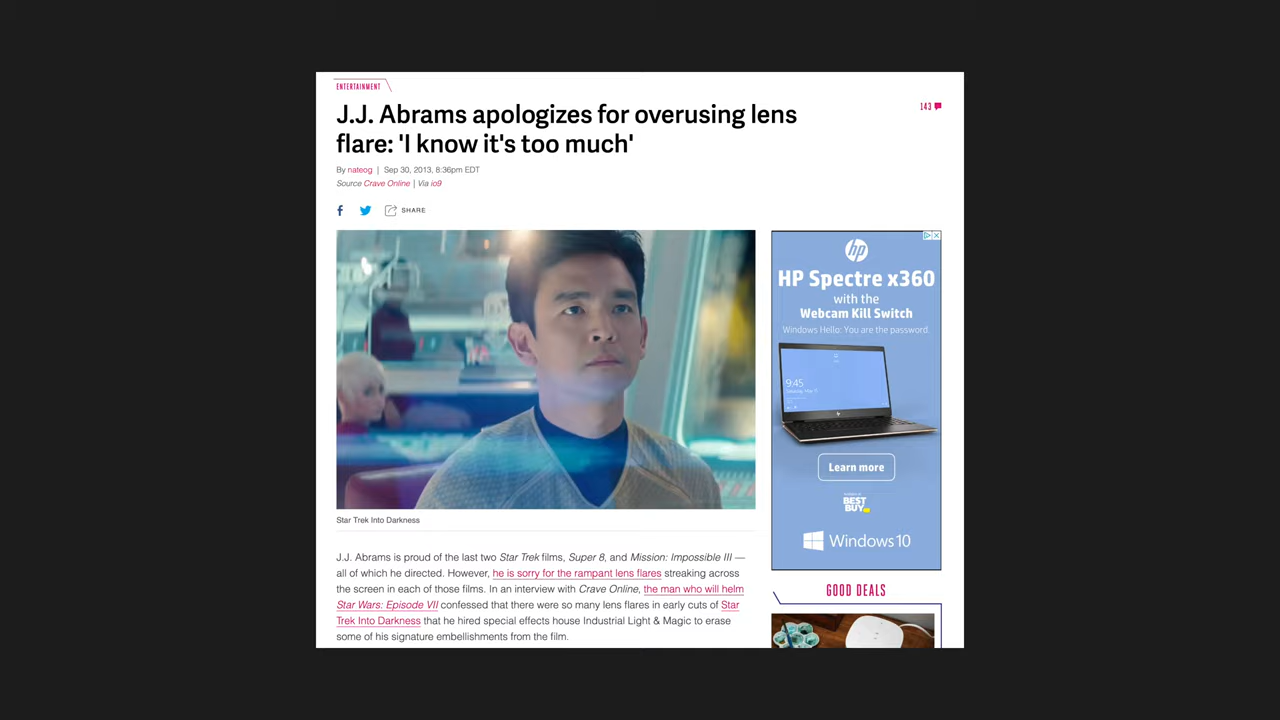 ENTERTAINMENT
J.J. Abrams apologizes for overusing lens
flare: 'I know it's too much'
143
By nateog | Sep 30, 2013, 6:36pm EDT
Source Crave Online | Via io9
SHARE
Star Trek Into Darkness
J.J. Abrams is proud of the last two Star Trek films, Super 8, and Mission: Impossible III —
all of which he directed. However, he is sorry for the rampant lens flares streaking across
the screen in each of those films. In an interview with Crave Online, the man who will helm
Star Wars: Episode VII confessed that there were so many lens flares in early cuts of Star
Trek Into Darkness that he hired special effects house Industrial Light & Magic to erase
some of his signature embellishments from the film.
hp
HP Spectre x360
with the
Webcam Kill Switch
Windows Hello: You are the password.
9:45
Learn more
BEST
BUY
Windows 10
GOOD DEALS